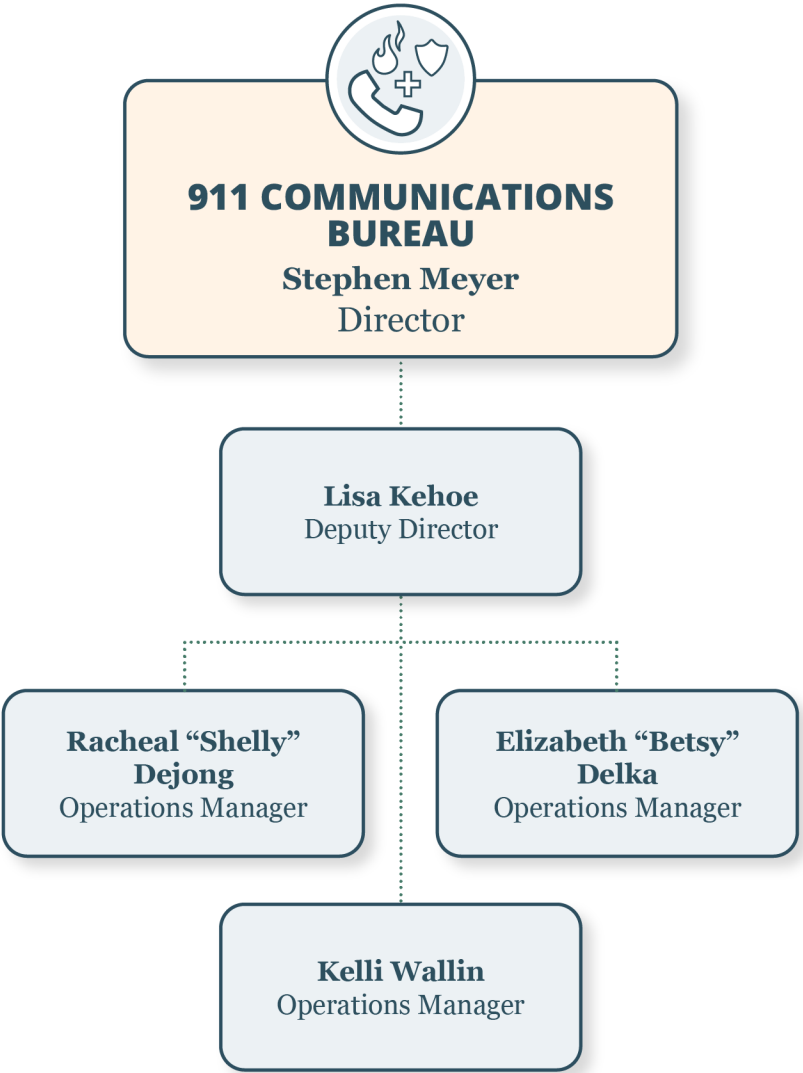 911 COMMUNICATIONS
BUREAU
Stephen Meyer
Director
Lisa Kehoe
Deputy Director
Racheal “Shelly”
Dejong
Operations Manager
Elizabeth “Betsy”
Delka
Operations Manager
Kelli Wallin
Operations Manager